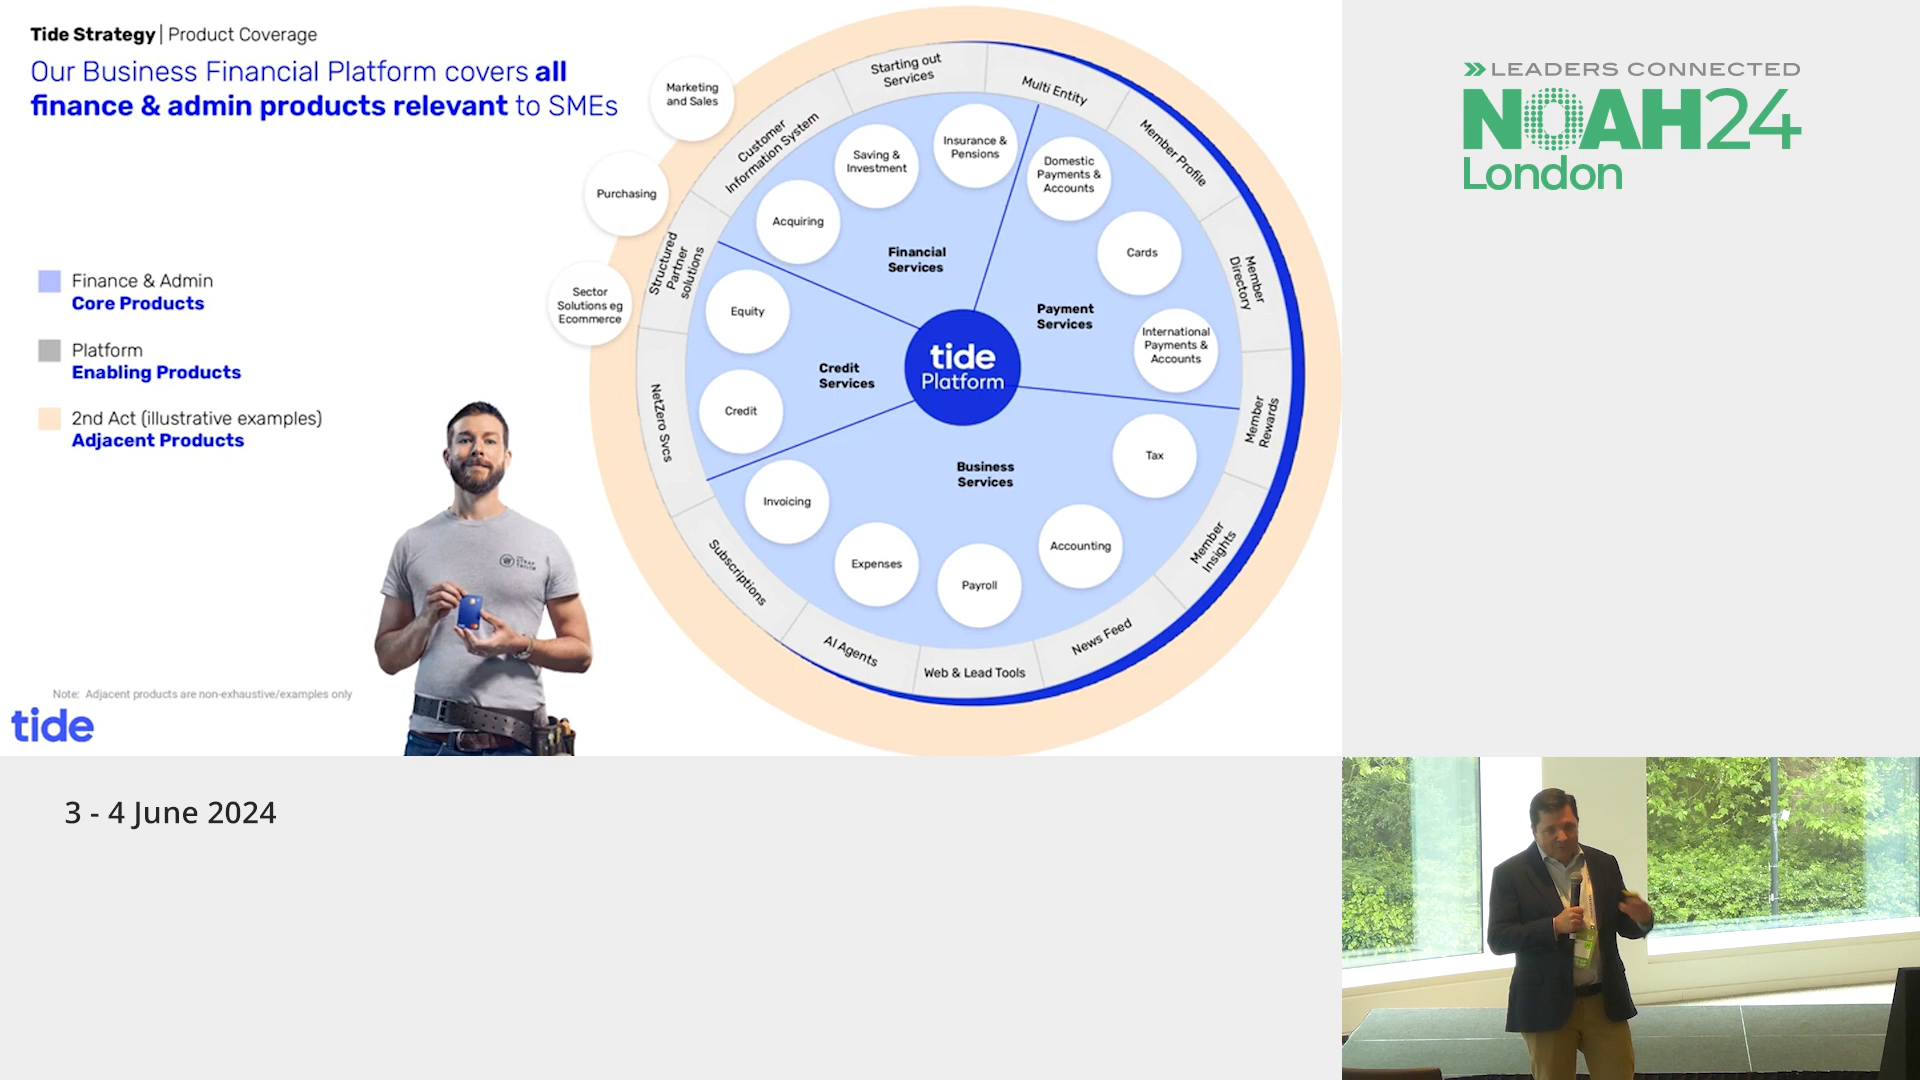 Tide Strategy | Product Coverage
Our Business Financial Platform covers all
finance & admin products relevant to SMEs
Finance & Admin
Core Products
Platform
Enabling Products
2nd Act (illustrative examples)
Adjacent Products
Note: Adjacent products are non-exhaustive/examples only
tide
Marketing
and Sales
Purchasing
Sector
Solutions eg
Ecommerce
Starting out
Services
Multi Entity
Member Profile
Member
Directory
Member
Rewards
Member
Insights
News Feed
Web & Lead Tools
AI Agents
Subscriptions
NetZero Svcs
Structured
Partner
solutions
Customer
Information System
Financial
Services
Acquiring
Saving &
Investment
Insurance &
Pensions
Payment
Services
Domestic
Payments &
Accounts
Cards
International
Payments &
Accounts
Credit
Services
Equity
Credit
Business
Services
Tax
Accounting
Payroll
Expenses
Invoicing
tide
Platform
LEADERS CONNECTED
NOAH24
London
3 - 4 June 2024